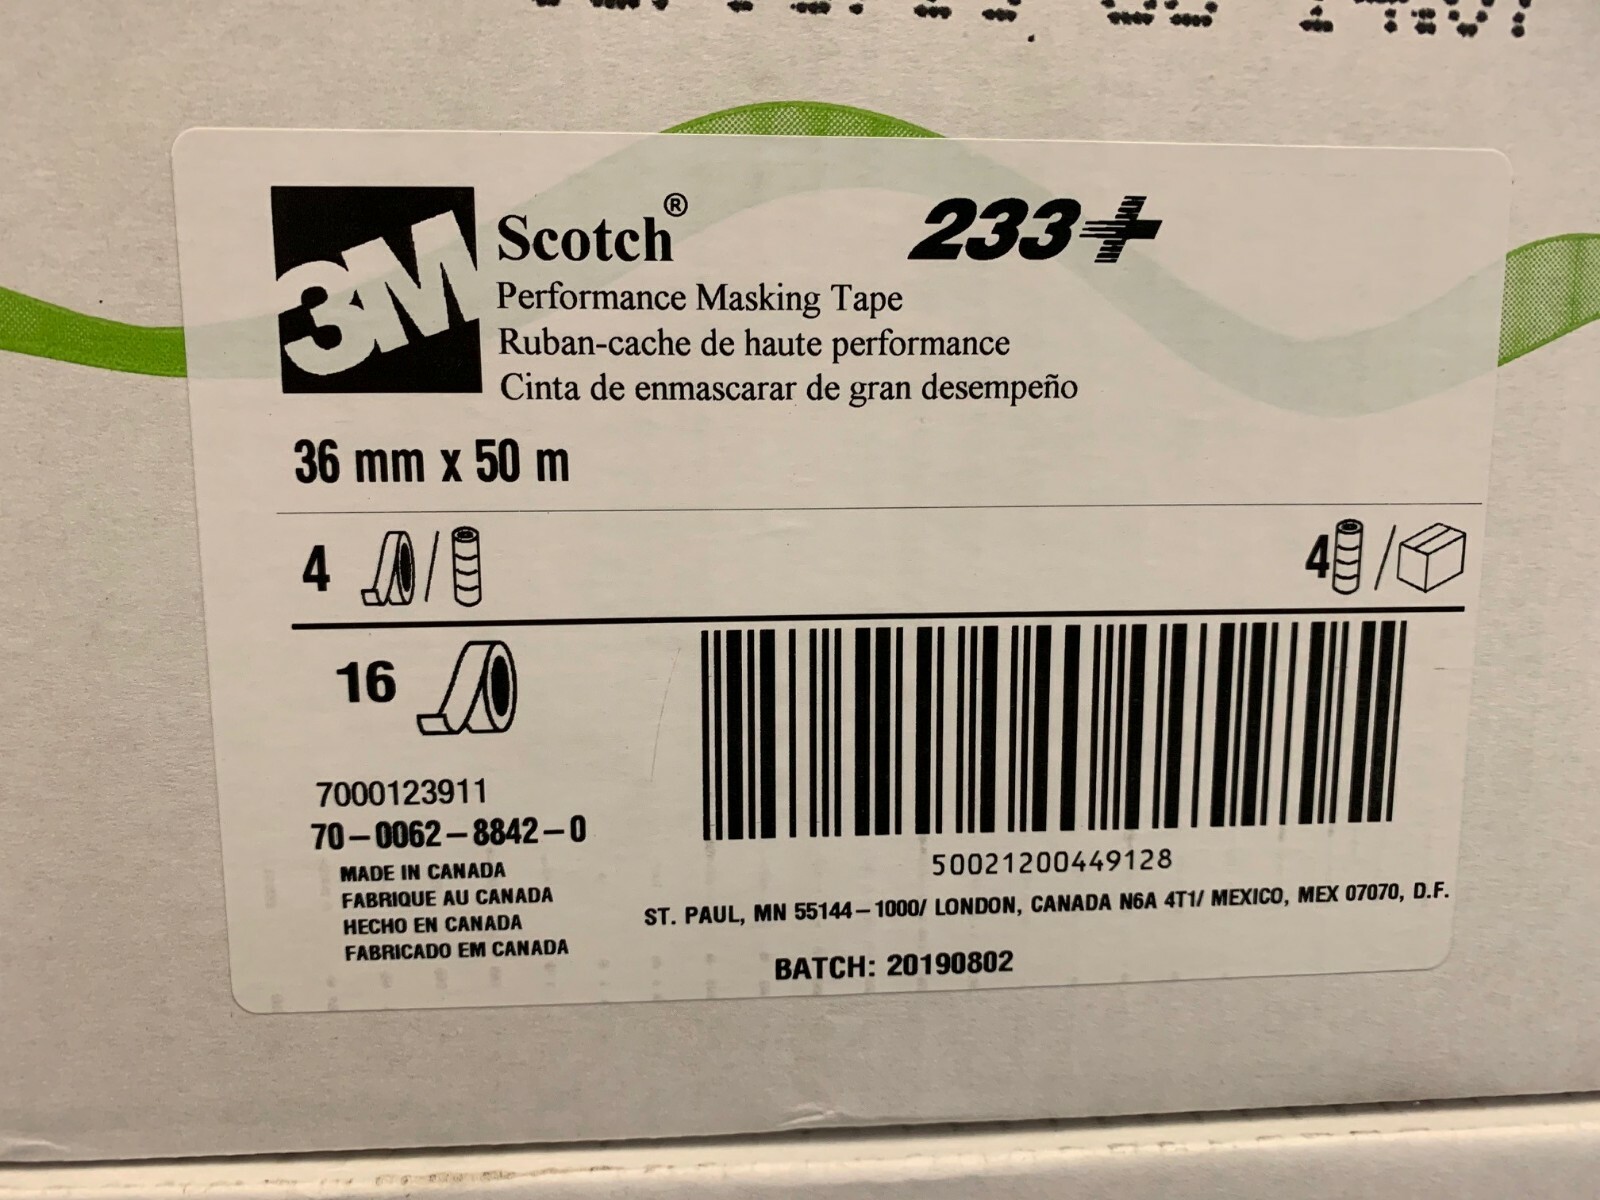 3M
Scotch®
233+
Performance Masking Tape
Ruban-cache de haute performance
Cinta de enmascarar de gran desempeño
36 mm x 50 m
4 /
4 /
16
7000123911
70-0062-8842-0
MADE IN CANADA
FABRIQUE AU CANADA
HECHO EN CANADA
FABRICADO EM CANADA
50021200449128
ST. PAUL, MN 55144-1000/ LONDON, CANADA N6A 4T1/ MEXICO, MEX 07070, D.F.
BATCH: 20190802